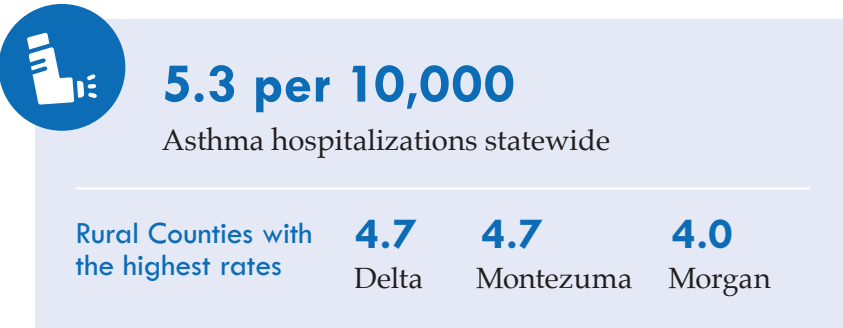 5.3 per 10,000
Asthma hospitalizations statewide
Rural Counties with
the highest rates
4.7 4.7 4.0
Delta Montezuma Morgan